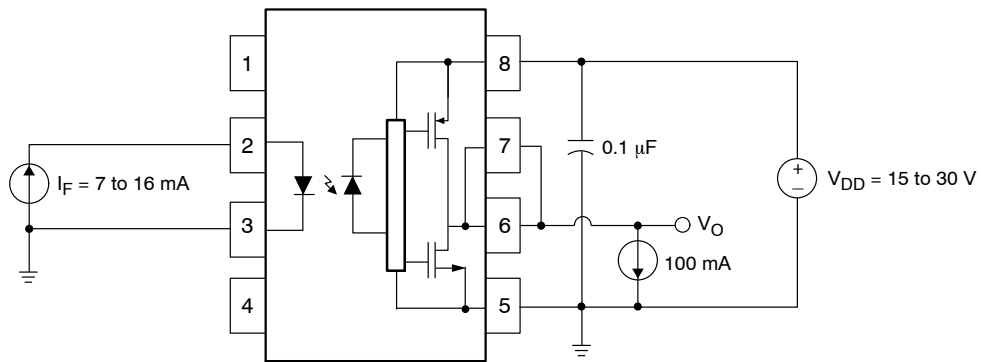 1
8
2
7
0.1 μF
+
–
V_DD = 15 to 30 V
I_F = 7 to 16 mA
3
6
V_O
100 mA
4
5